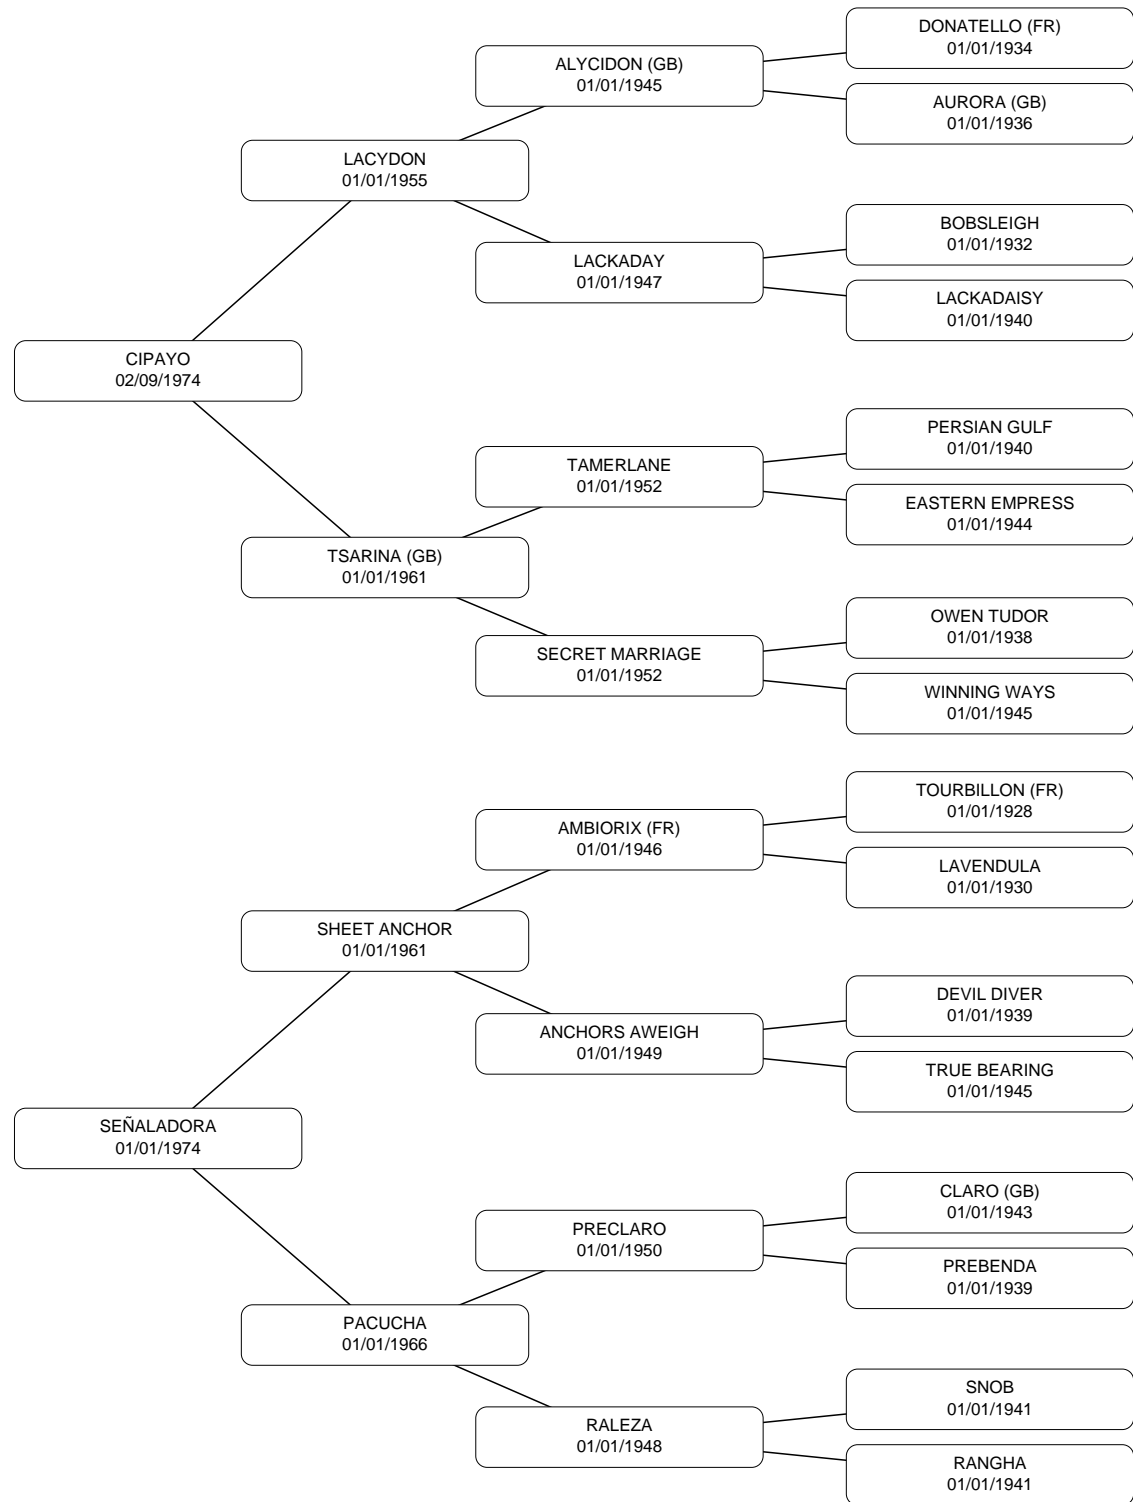 DONATELLO (FR)
01/01/1934
ALYCIDON (GB)
01/01/1945
AURORA (GB)
01/01/1936
LACYDON
01/01/1955
BOBSLEIGH
01/01/1932
LACKADAY
01/01/1947
LACKADAISY
01/01/1940
CIPAYO
02/09/1974
PERSIAN GULF
01/01/1940
TAMERLANE
01/01/1952
EASTERN EMPRESS
01/01/1944
TSARINA (GB)
01/01/1961
OWEN TUDOR
01/01/1938
SECRET MARRIAGE
01/01/1952
WINNING WAYS
01/01/1945
TOURBILLON (FR)
01/01/1928
AMBIORIX (FR)
01/01/1946
LAVENDULA
01/01/1930
SHEET ANCHOR
01/01/1961
DEVIL DIVER
01/01/1939
ANCHORS AWEIGH
01/01/1949
TRUE BEARING
01/01/1945
SEÑALADORA
01/01/1974
CLARO (GB)
01/01/1943
PRECLARO
01/01/1950
PREBENDA
01/01/1939
PACUCHA
01/01/1966
SNOB
01/01/1941
RALEZA
01/01/1948
RANGHA
01/01/1941